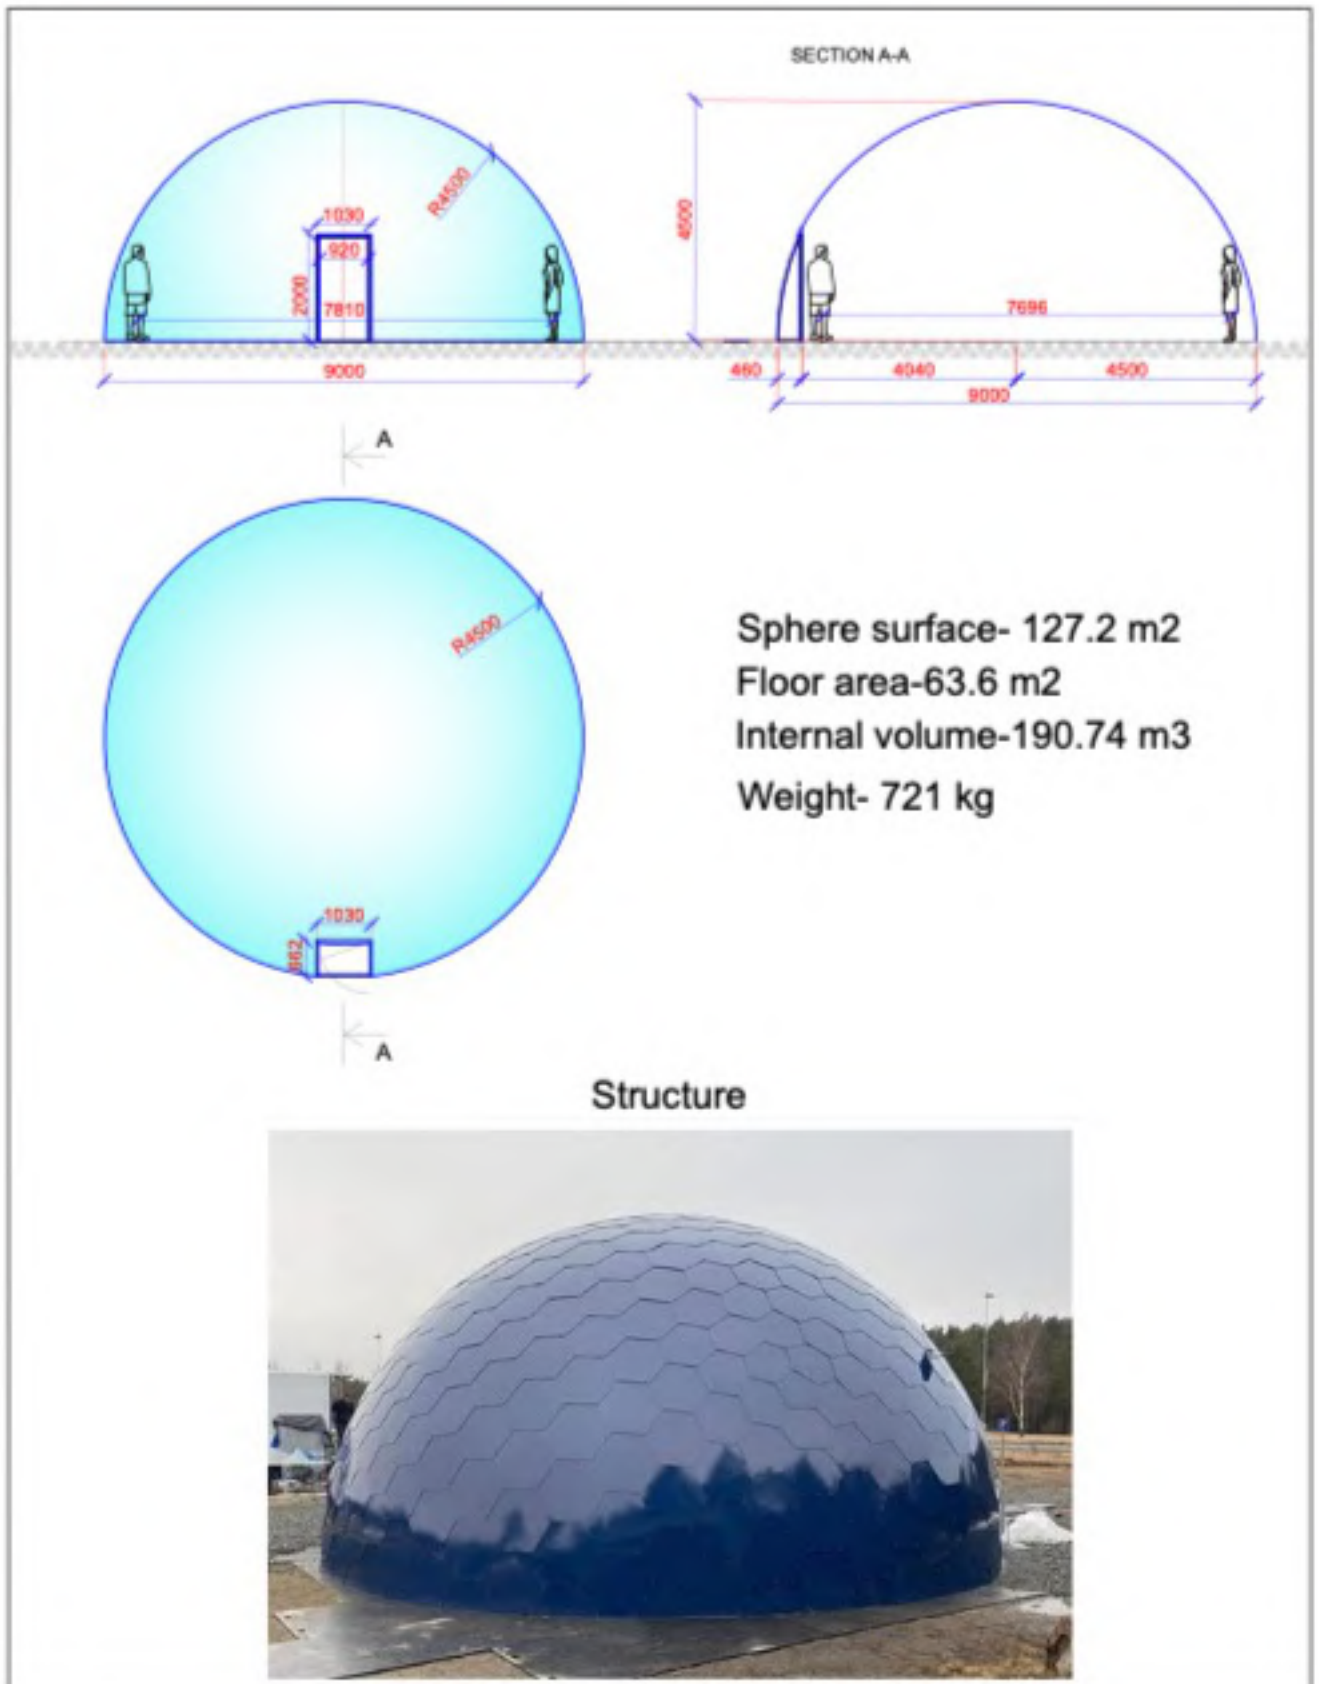 SECTION A-A
R4500
1030
920
2000
7810
9000
4500
7696
460
4040
4500
9000
A
R4500
Sphere surface- 127.2 m2
Floor area-63.6 m2
Internal volume-190.74 m3
Weight- 721 kg
1030
662
A
Structure